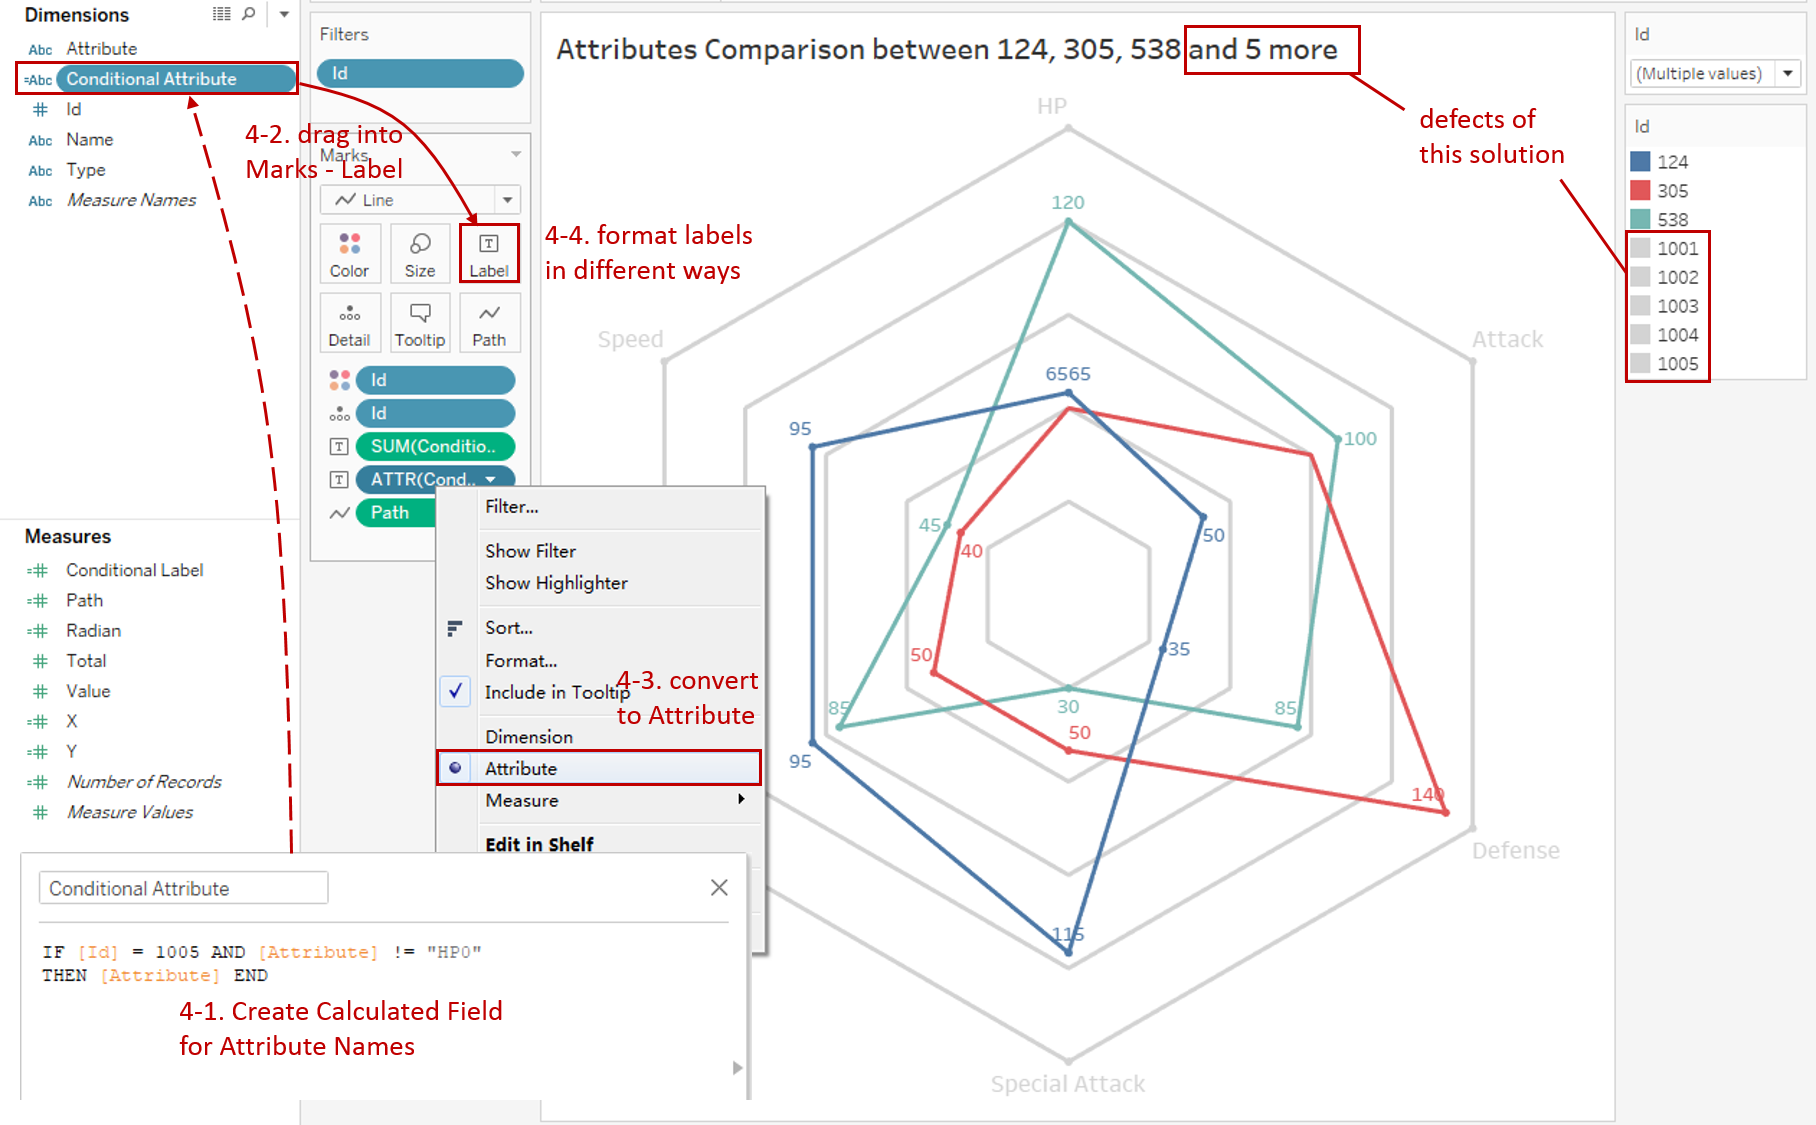 Dimensions
Abc Attribute
=Abc Conditional Attribute
# Id
Abc Name
Abc Type
Abc Measure Names
Measures
=# Conditional Label
=# Path
=# Radian
# Total
# Value
=# X
=# Y
=# Number of Records
# Measure Values
Filters
Id
Marks
Line
Color
Size
T
Label
Detail
Tooltip
Path
Id
Id
T SUM(Conditio..
T ATTR(Cond..
Path
4-2. drag into
Marks - Label
4-4. format labels
in different ways
Filter...
Show Filter
Show Highlighter
Sort...
Format...
Include in Tooltip
Dimension
Attribute
Measure
Edit in Shelf
4-3. convert
to Attribute
Conditional Attribute
IF [Id] = 1005 AND [Attribute] != "HP0"
THEN [Attribute] END
4-1. Create Calculated Field
for Attribute Names
Attributes Comparison between 124, 305, 538 and 5 more
HP
120
Speed
Attack
6565
95
100
45
40
50
35
50
85
30
85
50
95
140
Defense
115
Special Attack
defects of
this solution
Id
(Multiple values)
Id
124
305
538
1001
1002
1003
1004
1005